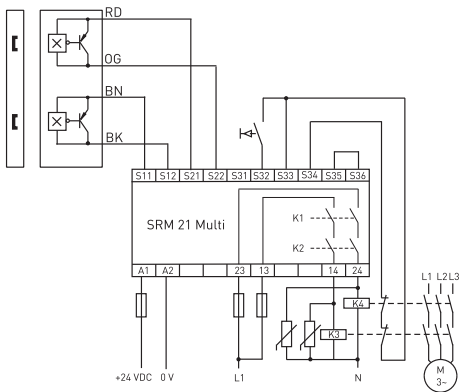 RD
OG
BN
BK
S11 S12 S21 S22 S31 S32 S33 S34 S35 S36
SRM 21 Multi
K1
K2
A1 A2 23 13 14 24
L1 L2 L3
K4
K3
M
3~
+24 VDC 0 V L1 N